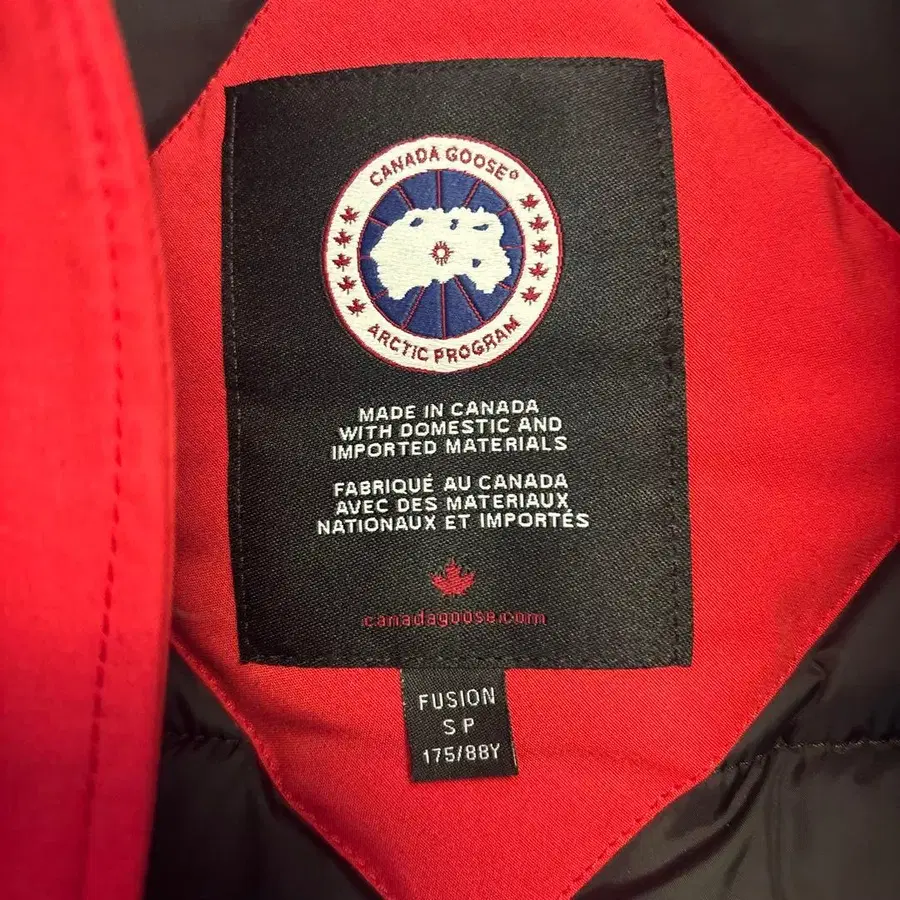 CANADA GOOSE®
ARCTIC PROGRAM
MADE IN CANADA
WITH DOMESTIC AND
IMPORTED MATERIALS
FABRIQUÉ AU CANADA
AVEC DES MATERIAUX
NATIONAUX ET IMPORTÉS
canadagoose.com
FUSION
S P
175/88Y